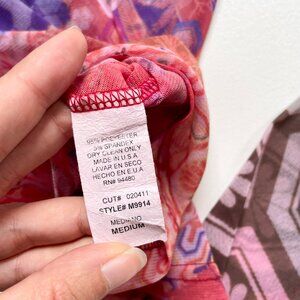 95% POLYESTER
5% SPANDEX
DRY CLEAN ONLY
MADE IN U S A
LAVAR EN SECO
HECHO EN E.U.A
RN# 94480
CUT# 020411
STYLE# M9914
MEDIANO
MEDIUM